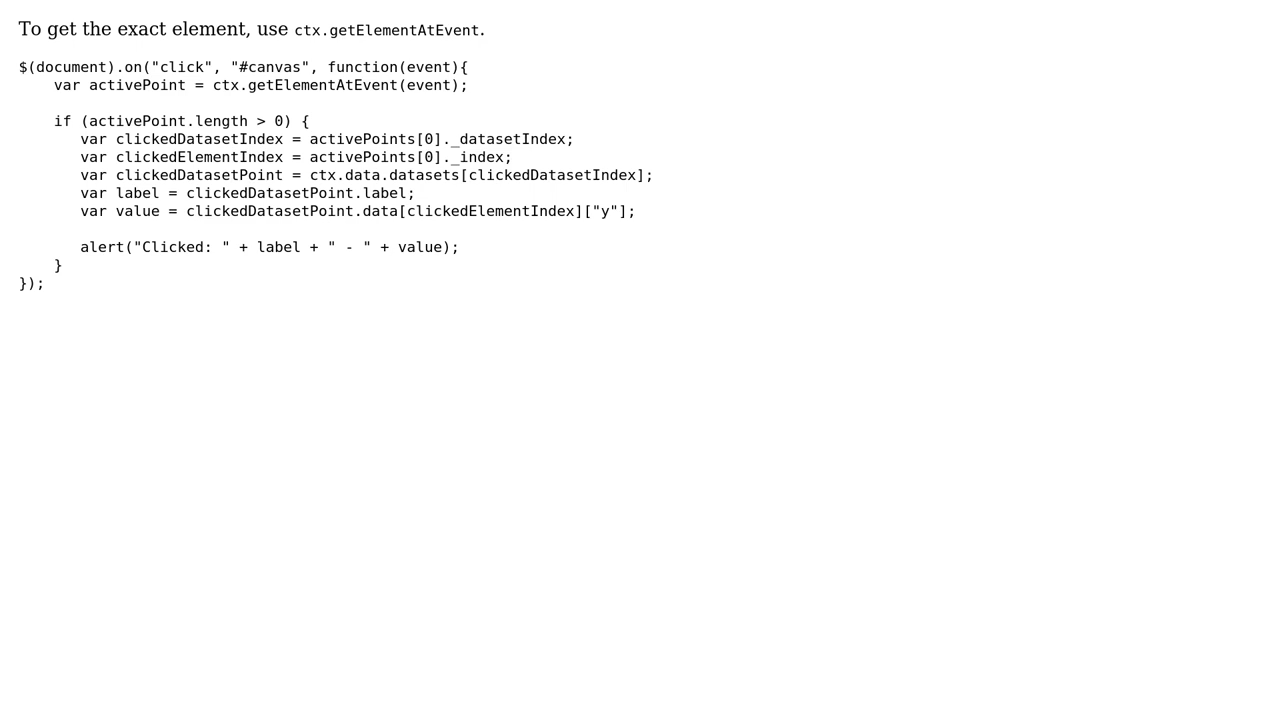 To get the exact element, use ctx.getElementAtEvent.
$(document).on("click", "#canvas", function(event){
    var activePoint = ctx.getElementAtEvent(event);
    if (activePoint.length > 0) {
       var clickedDatasetIndex = activePoints[0]._datasetIndex;
       var clickedElementIndex = activePoints[0]._index;
       var clickedDatasetPoint = ctx.data.datasets[clickedDatasetIndex];
       var label = clickedDatasetPoint.label;
       var value = clickedDatasetPoint.data[clickedElementIndex]["y"];
       alert("Clicked: " + label + " - " + value);
    }
});